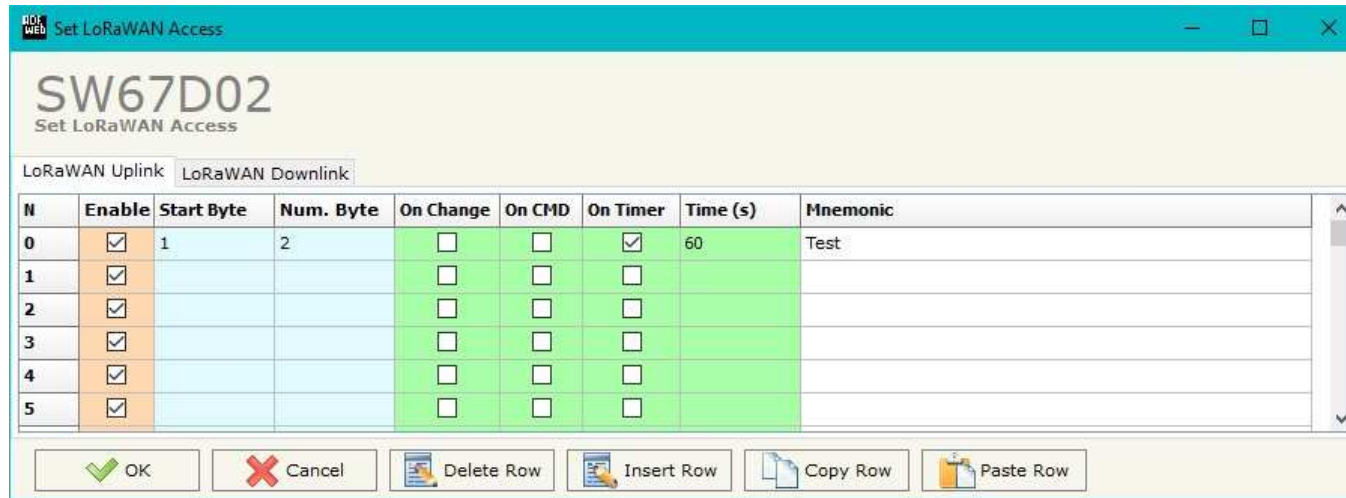 ADF
WEB Set LoRaWAN Access
SW67D02
Set LoRaWAN Access
LoRaWAN Uplink LoRaWAN Downlink
N Enable Start Byte Num. Byte On Change On CMD On Timer Time (s) Mnemonic
0 1 2 60 Test
1
2
3
4
5
OK Cancel Delete Row Insert Row Copy Row Paste Row